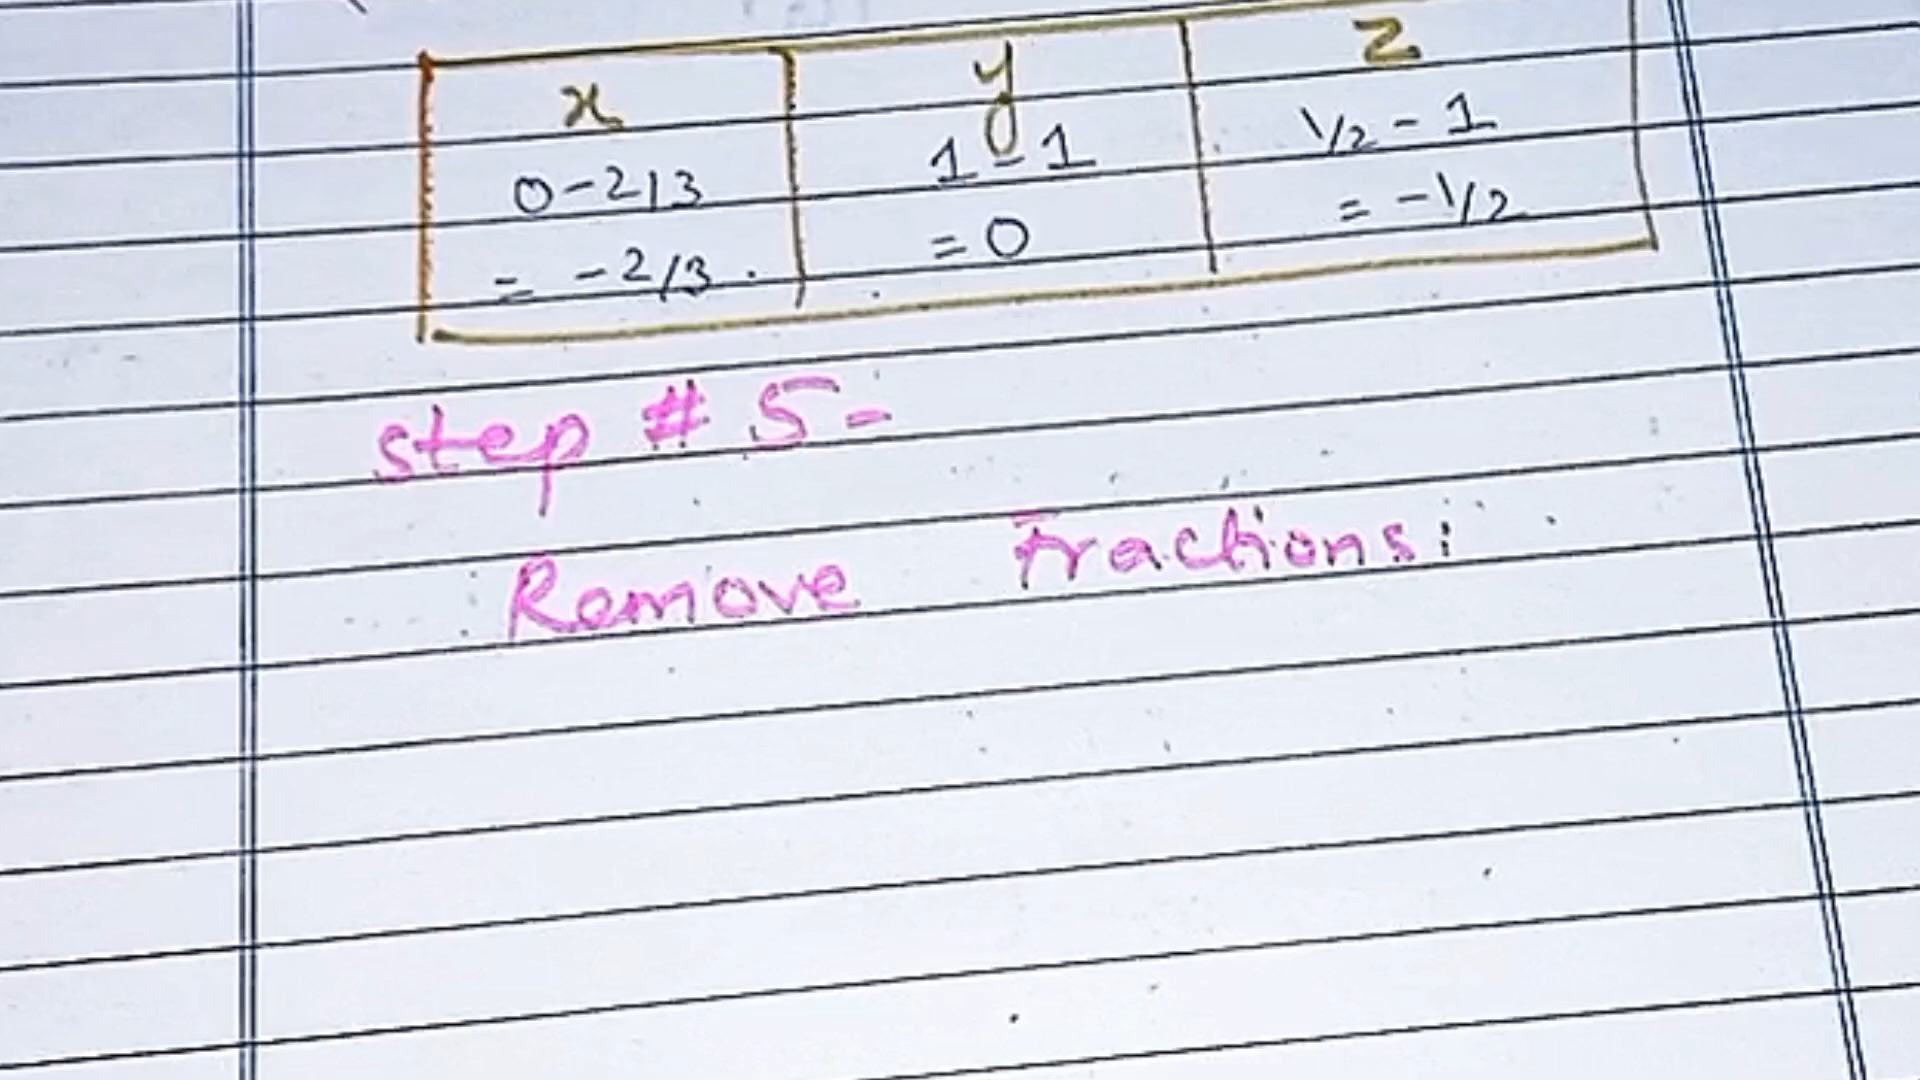 x y z
0-2/3 1-1 1/2-1
= -2/3. =0 = -1/2
step # 5-
Remove Fractions: